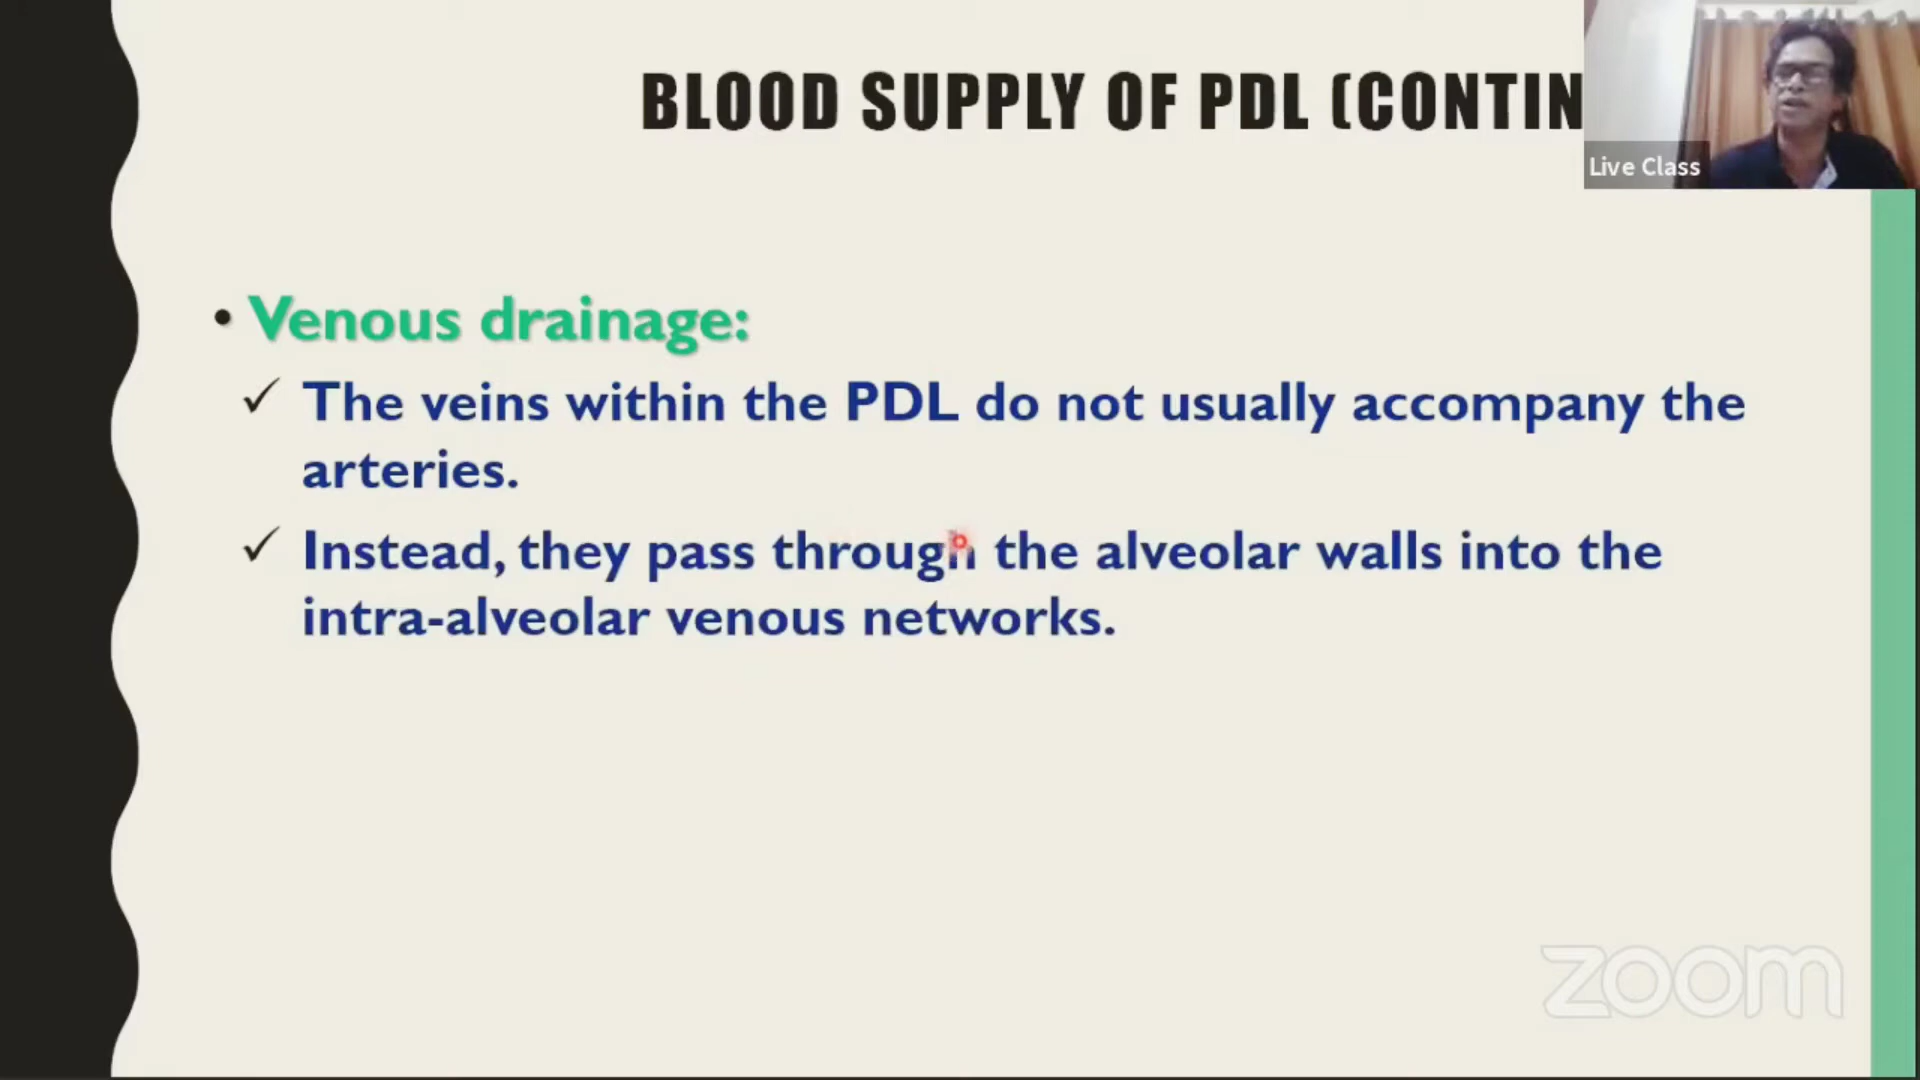 BLOOD SUPPLY OF PDL (CONTIN
Live Class
• Venous drainage:
✓ The veins within the PDL do not usually accompany the
arteries.
✓ Instead, they pass through the alveolar walls into the
intra-alveolar venous networks.
zoom